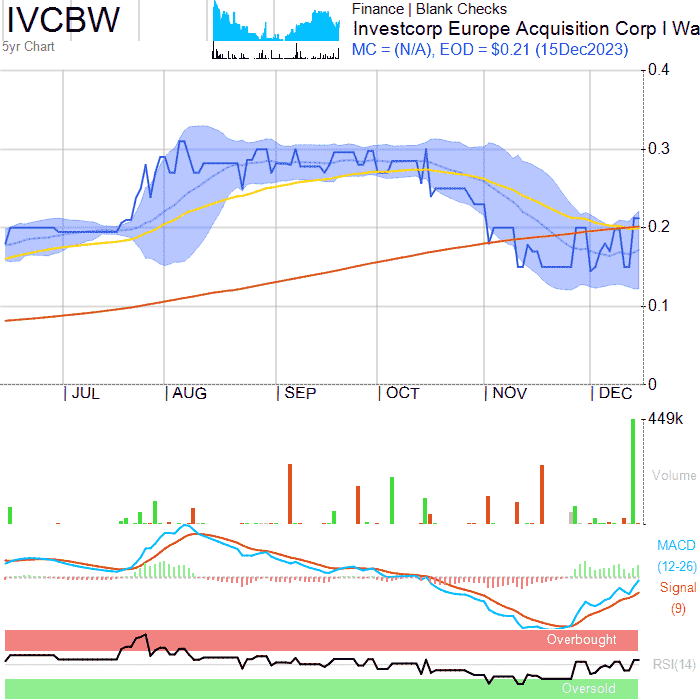 IVCBW
5yr Chart
Finance | Blank Checks
Investcorp Europe Acquisition Corp I Wa
MC = (N/A), EOD = $0.21 (15Dec2023)
0.4
0.3
0.2
0.1
0
JUL AUG SEP OCT NOV DEC
449k
Volume
MACD
(12-26)
Signal
(9)
Overbought
RSI(14)
Oversold